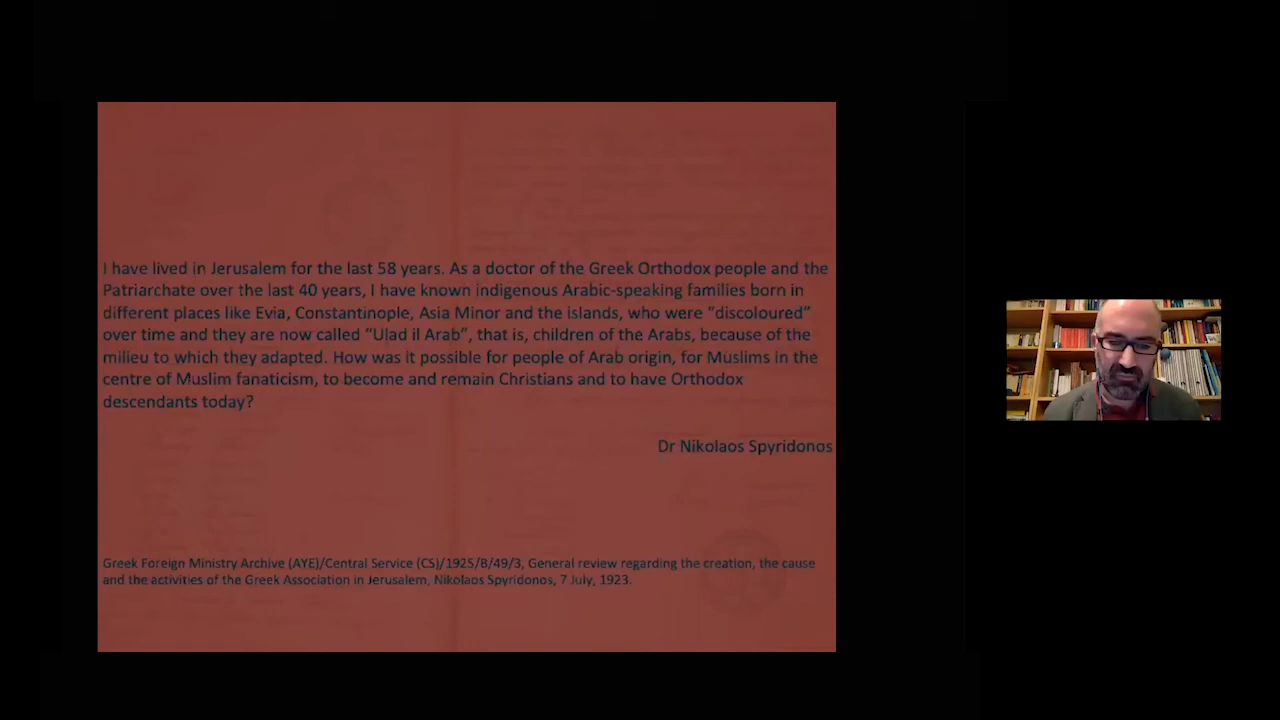 I have lived in Jerusalem for the last 58 years. As a doctor of the Greek Orthodox people and the
Patriarchate over the last 40 years, I have known indigenous Arabic-speaking families born in
different places like Evia, Constantinople, Asia Minor and the islands, who were “discoloured”
over time and they are now called “Ulad il Arab”, that is, children of the Arabs, because of the
milieu to which they adapted. How was it possible for people of Arab origin, for Muslims in the
centre of Muslim fanaticism, to become and remain Christians and to have Orthodox
descendants today?
Dr Nikolaos Spyridonos
Greek Foreign Ministry Archive (AYE)/Central Service (CS)/1925/B/49/3, General review regarding the creation, the cause
and the activities of the Greek Association in Jerusalem, Nikolaos Spyridonos, 7 July, 1923.